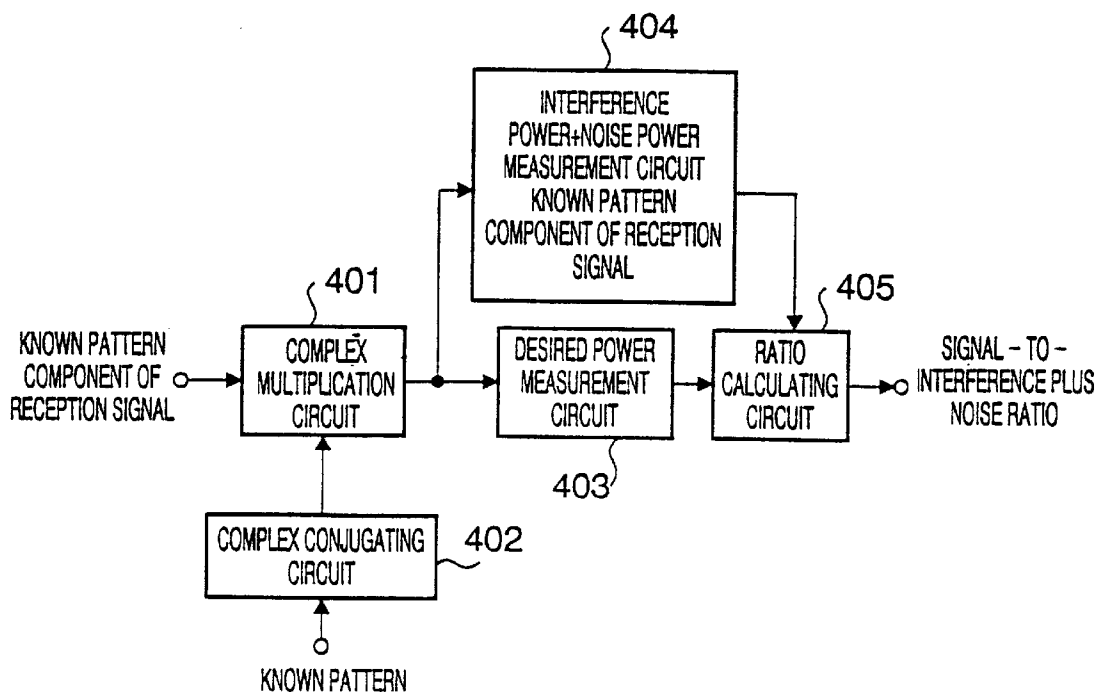 404
INTERFERENCE
POWER+NOISE POWER
MEASUREMENT CIRCUIT
KNOWN PATTERN
COMPONENT OF RECEPTION
SIGNAL
401
405
KNOWN PATTERN
COMPONENT OF
RECEPTION SIGNAL
COMPLEX
MULTIPLICATION
CIRCUIT
DESIRED POWER
MEASUREMENT
CIRCUIT
RATIO
CALCULATING
CIRCUIT
SIGNAL - TO -
INTERFERENCE PLUS
NOISE RATIO
403
COMPLEX CONJUGATING
CIRCUIT
402
KNOWN PATTERN